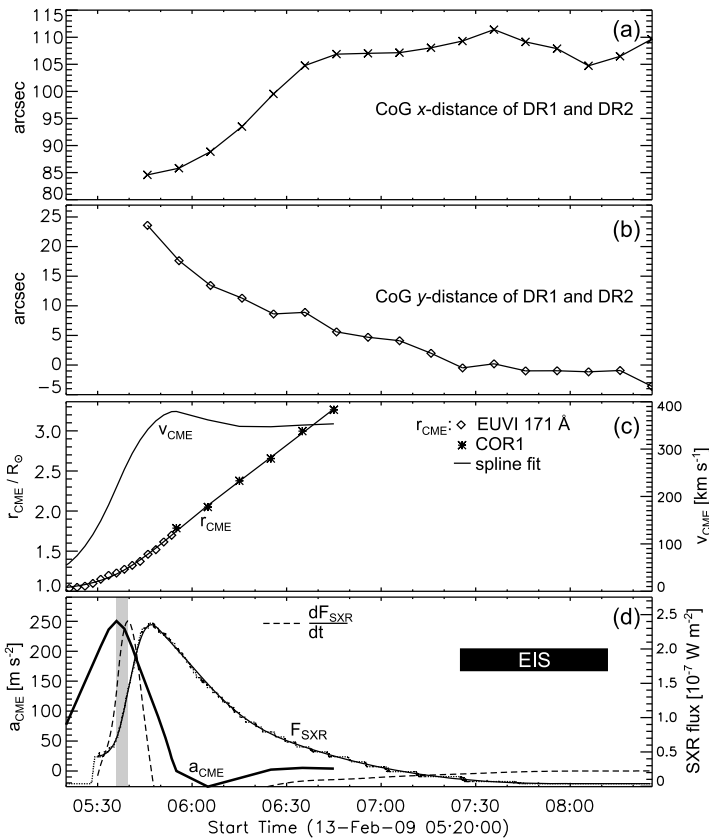 115
110
105
100
95
90
85
80
arcsec
(a)
CoG x-distance of DR1 and DR2
25
20
15
10
5
0
−5
arcsec
(b)
CoG y-distance of DR1 and DR2
3.0
2.5
2.0
1.5
1.0
r_CME / R_☉
v_CME
r_CME
r_CME: ◇ EUVI 171 Å
COR1
spline fit
(c)
400
300
200
100
0
v_CME [km s⁻¹]
250
200
150
100
50
0
a_CME [m s⁻²]
dF_SXR
dt
(d)
EIS
F_SXR
a_CME
2.5
2.0
1.5
1.0
0.5
0
SXR flux [10⁻⁷ W m⁻²]
05:30 06:00 06:30 07:00 07:30 08:00
Start Time (13−Feb−09 05:20:00)